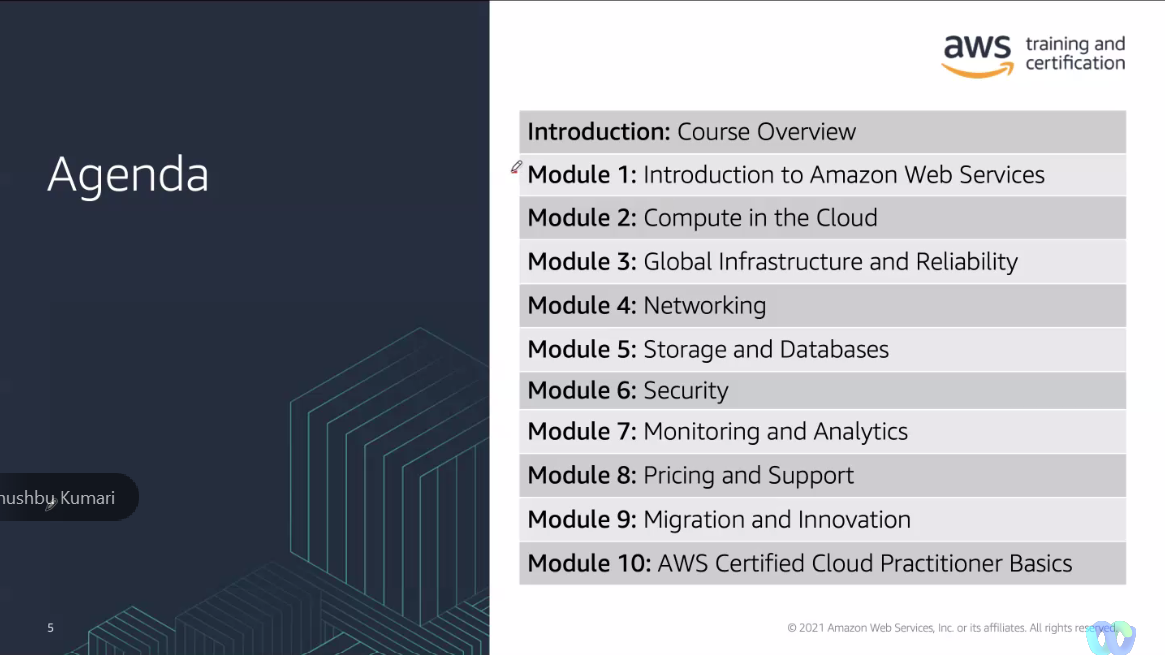 Agenda
aws training and
certification
Introduction: Course Overview
Module 1: Introduction to Amazon Web Services
Module 2: Compute in the Cloud
Module 3: Global Infrastructure and Reliability
Module 4: Networking
Module 5: Storage and Databases
Module 6: Security
Module 7: Monitoring and Analytics
Module 8: Pricing and Support
Module 9: Migration and Innovation
Module 10: AWS Certified Cloud Practitioner Basics
Kumari
5
© 2021 Amazon Web Services, Inc. or its affiliates. All rights reserved.